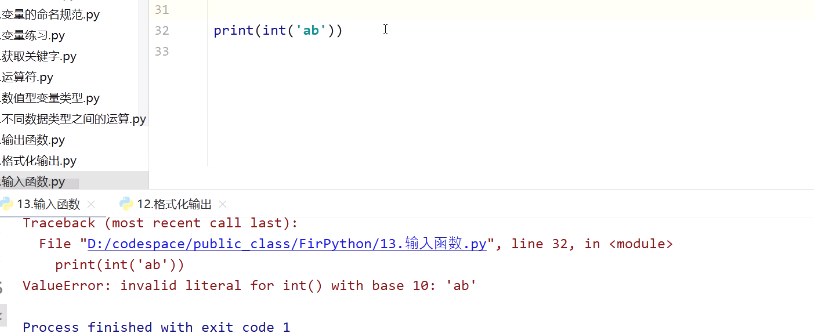 .变量的命名规范.py
.变量练习.py
.获取关键字.py
.运算符.py
.数值型变量类型.py
.不同数据类型之间的运算.py
.输出函数.py
.格式化输出.py
.输入函数.py
31
32 print(int('ab'))
33
13.输入函数 × 12.格式化输出 ×
Traceback (most recent call last):
File "D:/codespace/public_class/FirPython/13.输入函数.py", line 32, in <module>
print(int('ab'))
ValueError: invalid literal for int() with base 10: 'ab'
Process finished with exit code 1